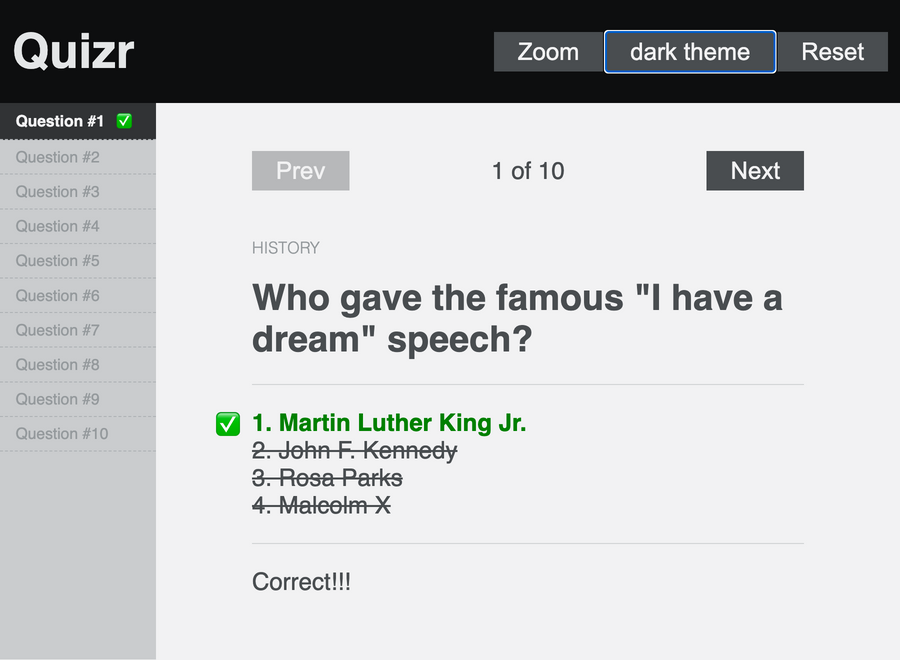 Quizr
Zoom
dark theme
Reset
Question #1 ✅
Question #2
Question #3
Question #4
Question #5
Question #6
Question #7
Question #8
Question #9
Question #10
Prev
1 of 10
Next
HISTORY
Who gave the famous "I have a
dream" speech?
✅ 1. Martin Luther King Jr.
2. John F. Kennedy
3. Rosa Parks
4. Malcolm X
Correct!!!